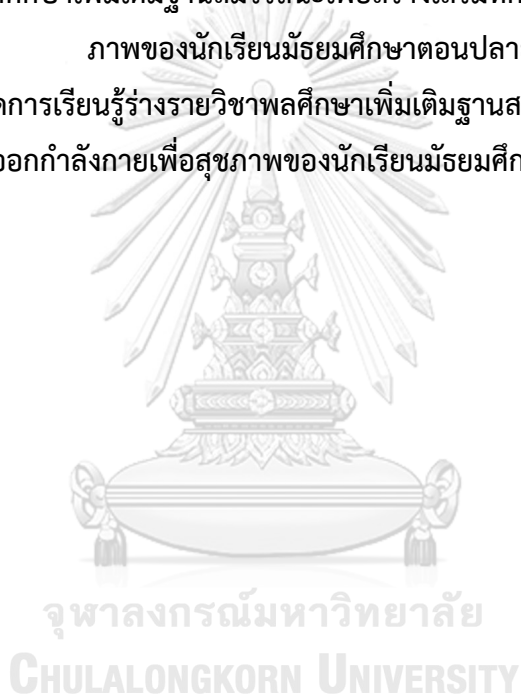 ภาพของนักเรียนมัธยมศึกษาตอนปลา
การเรียนรู้ร่างรายวิชาพลศึกษาเพิ่มเติมฐานส
ออกกำลังกายเพื่อสุขภาพของนักเรียนมัธยมศึก
จุฬาลงกรณ์มหาวิทยาลัย
CHULALONGKORN UNIVERSITY